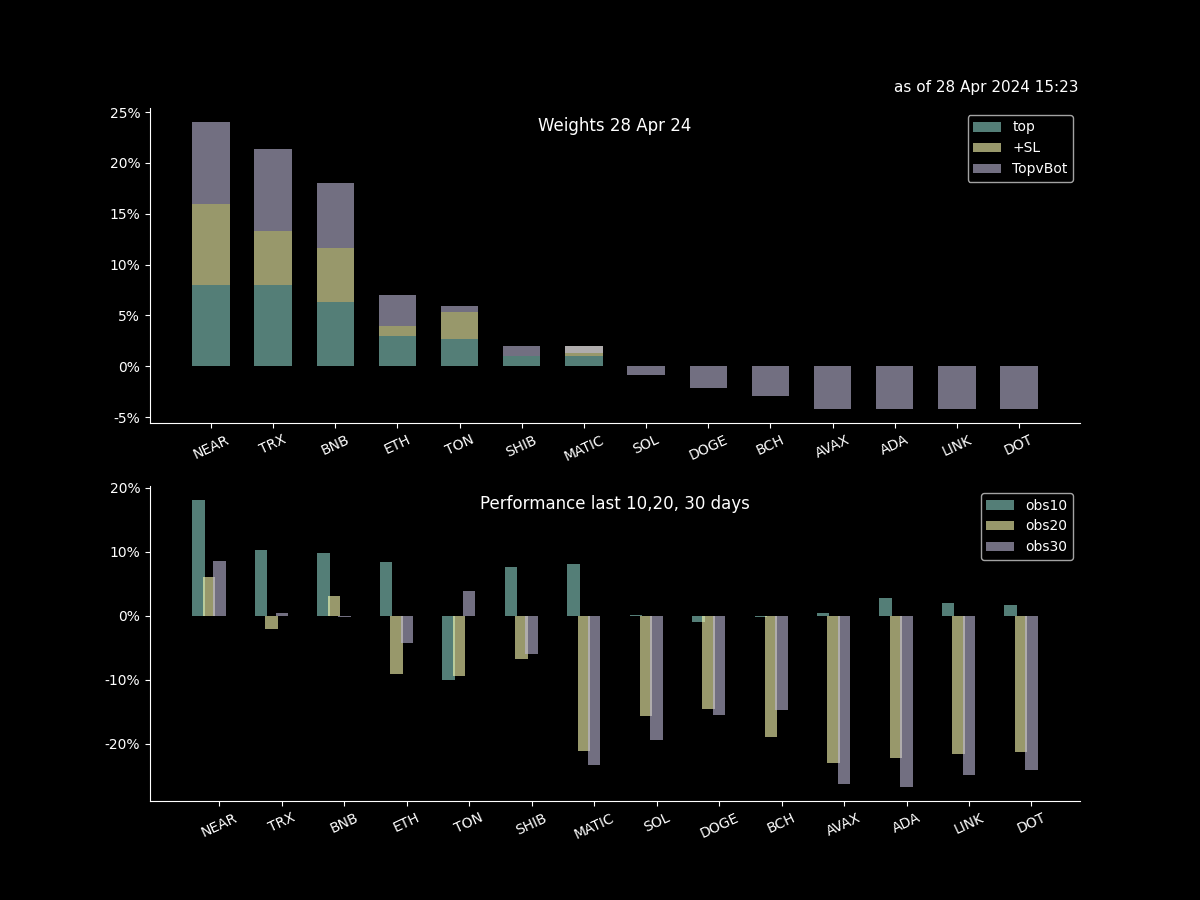 as of 28 Apr 2024 15:23
Weights 28 Apr 24
top
+SL
TopvBot
25%
20%
15%
10%
5%
0%
-5%
NEAR TRX BNB ETH TON SHIB MATIC SOL DOGE BCH AVAX ADA LINK DOT
Performance last 10,20, 30 days
obs10
obs20
obs30
20%
10%
0%
-10%
-20%
NEAR TRX BNB ETH TON SHIB MATIC SOL DOGE BCH AVAX ADA LINK DOT